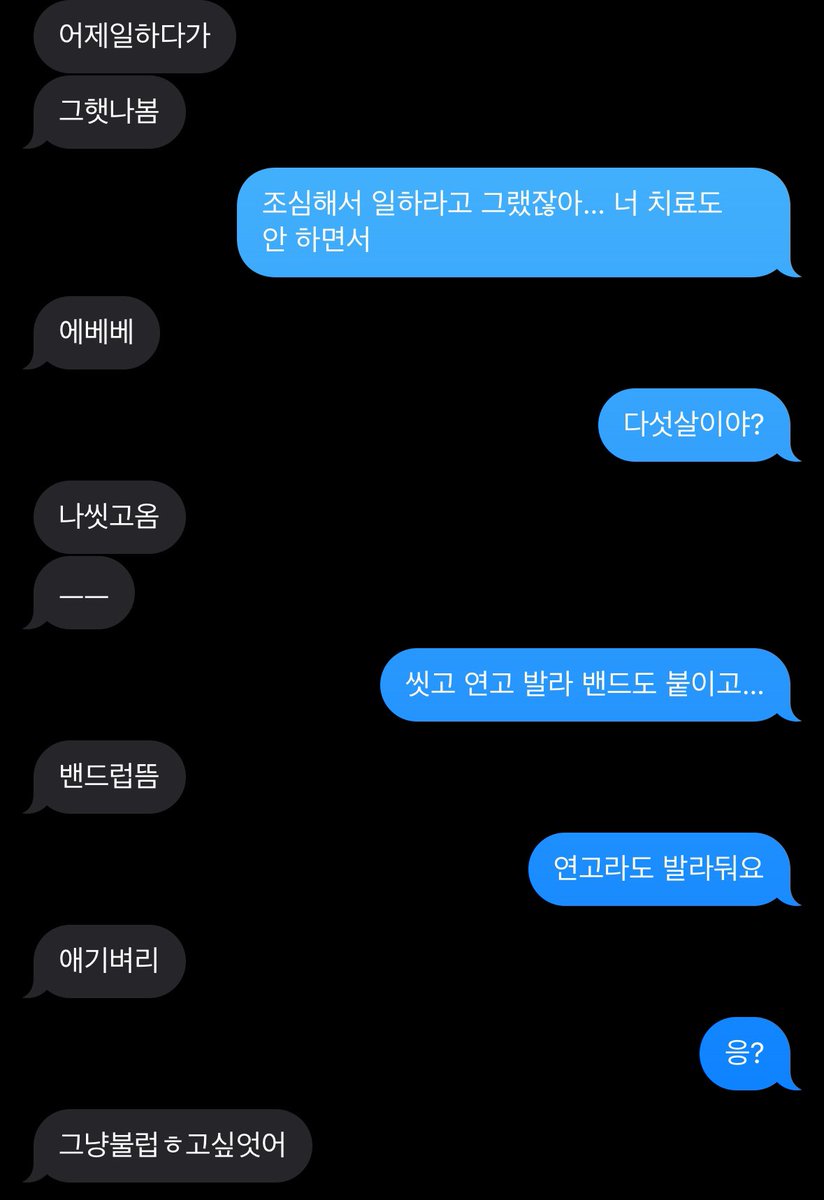 어제일하다가
그햇나봄
조심해서 일하라고 그랬잖아... 너 치료도
안 하면서
에베베
다섯살이야?
나씻고옴
ㅡㅡ
씻고 연고 발라 밴드도 붙이고...
밴드럽뜸
연고라도 발라둬요
애기벼리
응?
그냥불럽ㅎ고싶엇어